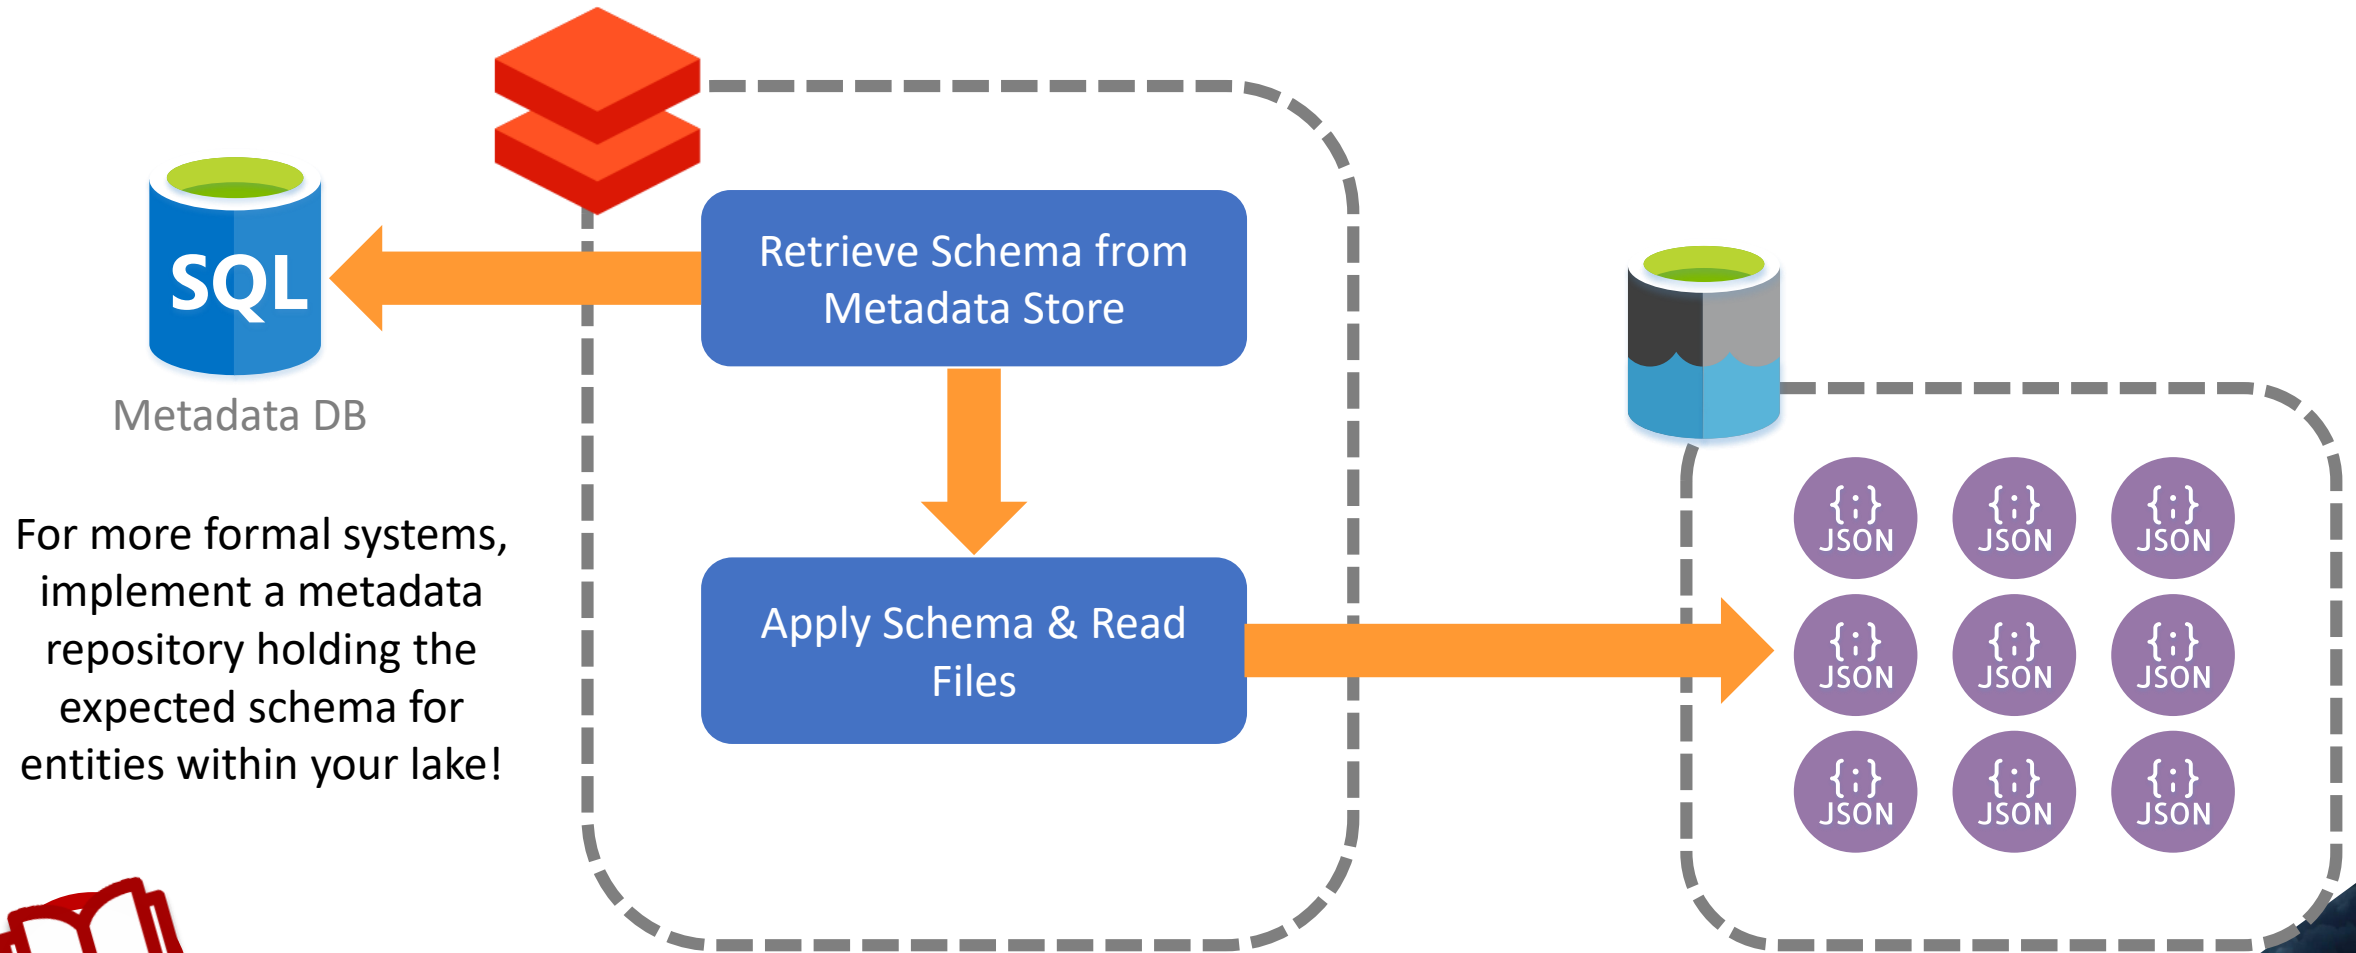 SQL
Metadata DB
For more formal systems,
implement a metadata
repository holding the
expected schema for
entities within your lake!
Retrieve Schema from
Metadata Store
Apply Schema & Read
Files
{;} {;} {;}
JSON JSON JSON
{;} {;} {;}
JSON JSON JSON
{;} {;} {;}
JSON JSON JSON